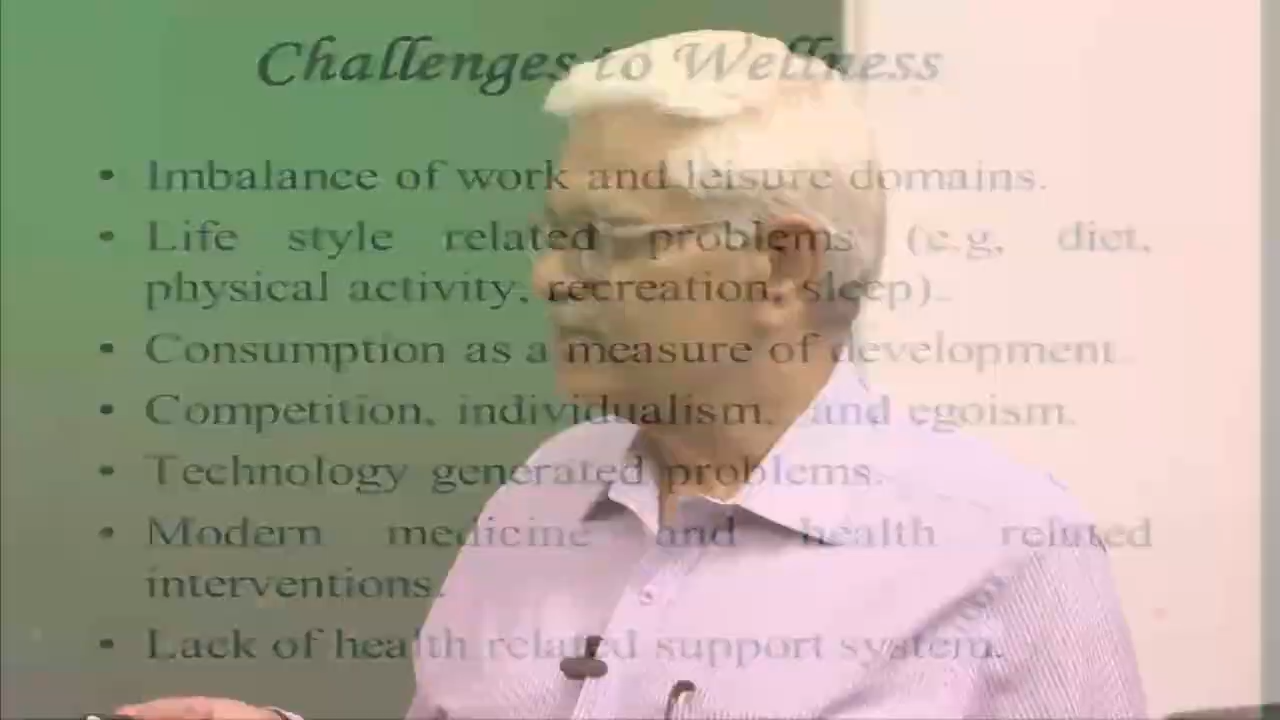 Challenges to Wellness
• Imbalance of work and leisure domains.
• Life style related problems (e.g, diet,
physical activity, recreation, sleep).
• Consumption as a measure of development.
• Competition, individualism, and egoism.
• Technology generated problems.
• Modern medicine and health related
interventions.
• Lack of health related support system.